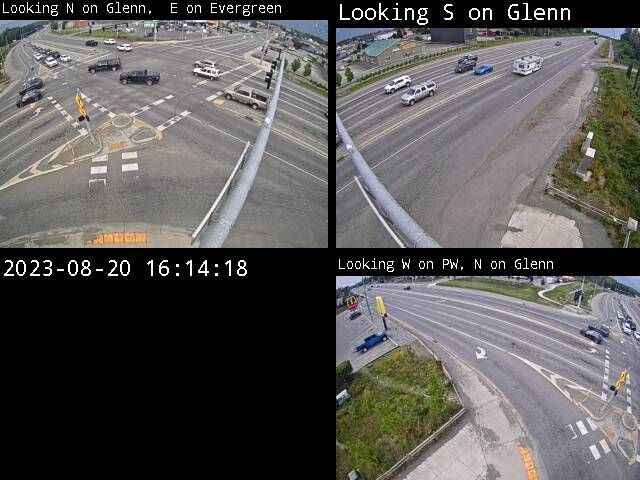 Looking N on Glenn, E on Evergreen
Looking S on Glenn
2023-08-20 16:14:18
Looking W on PW, N on Glenn